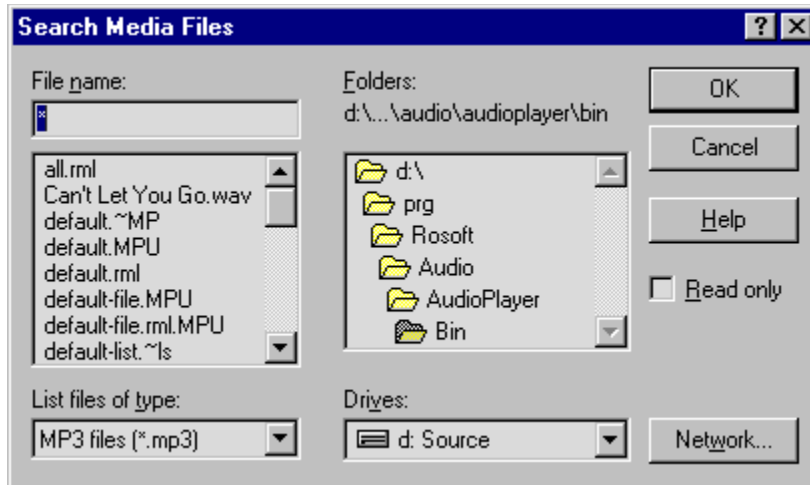 Search Media Files
File name:
*
all.rml
Can't Let You Go.wav
default.~MP
default.MPU
default.rml
default-file.MPU
default-file.rml.MPU
default-list.~ls
List files of type:
MP3 files (*.mp3)
Folders:
d:\...\audio\audioplayer\bin
d:\
prg
Rosoft
Audio
AudioPlayer
Bin
Drives:
d: Source
OK
Cancel
Help
Read only
Network...